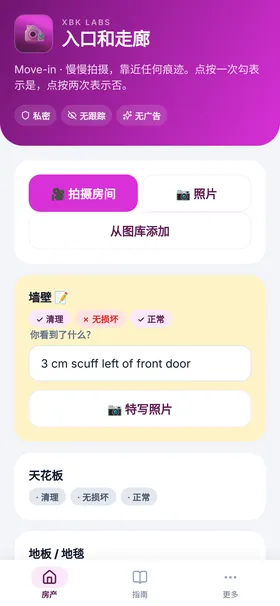 XBK LABS
入口和走廊
Move-in · 慢慢拍摄，靠近任何痕迹。点按一次勾表
示是，点按两次表示否。
私密
无跟踪
无广告
🎥 拍摄房间
📷 照片
从图库添加
墙壁 📝
✓ 清理
× 无损坏
✓ 正常
你看到了什么？
3 cm scuff left of front door
📷 特写照片
天花板
· 清理
· 无损坏
· 正常
地板 / 地毯
房产
指南
更多